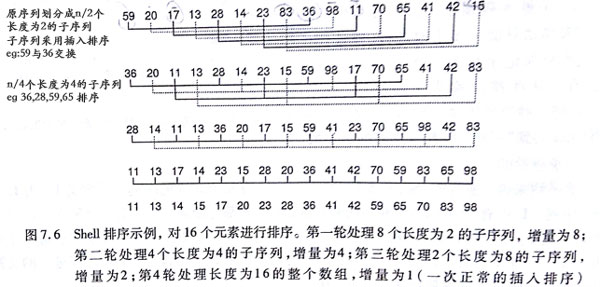 原序列划分成n/2个
长度为2的子序列
子序列采用插入排序
eg:59与36交换
59 20 17 13 28 14 23 83 36 98 11 70 65 41 42 15
n/4个长度为4的子序列
eg 36,28,59,65 排序
36 20 11 13 28 14 23 15 59 98 17 70 65 41 42 83
28 14 11 13 36 20 17 15 59 41 23 70 65 98 42 83
11 13 17 14 23 15 28 20 36 41 42 70 59 83 65 98
11 13 14 15 17 20 23 28 36 41 42 59 65 70 83 98
图7.6 Shell 排序示例，对16个元素进行排序。第一轮处理8个长度为2的子序列，增量为8；
第二轮处理4个长度为4的子序列,增量为4；第三轮处理2个长度为8的子序列，
增量为2；第4轮处理长度为16的整个数组，增量为1(一次正常的插入排序)